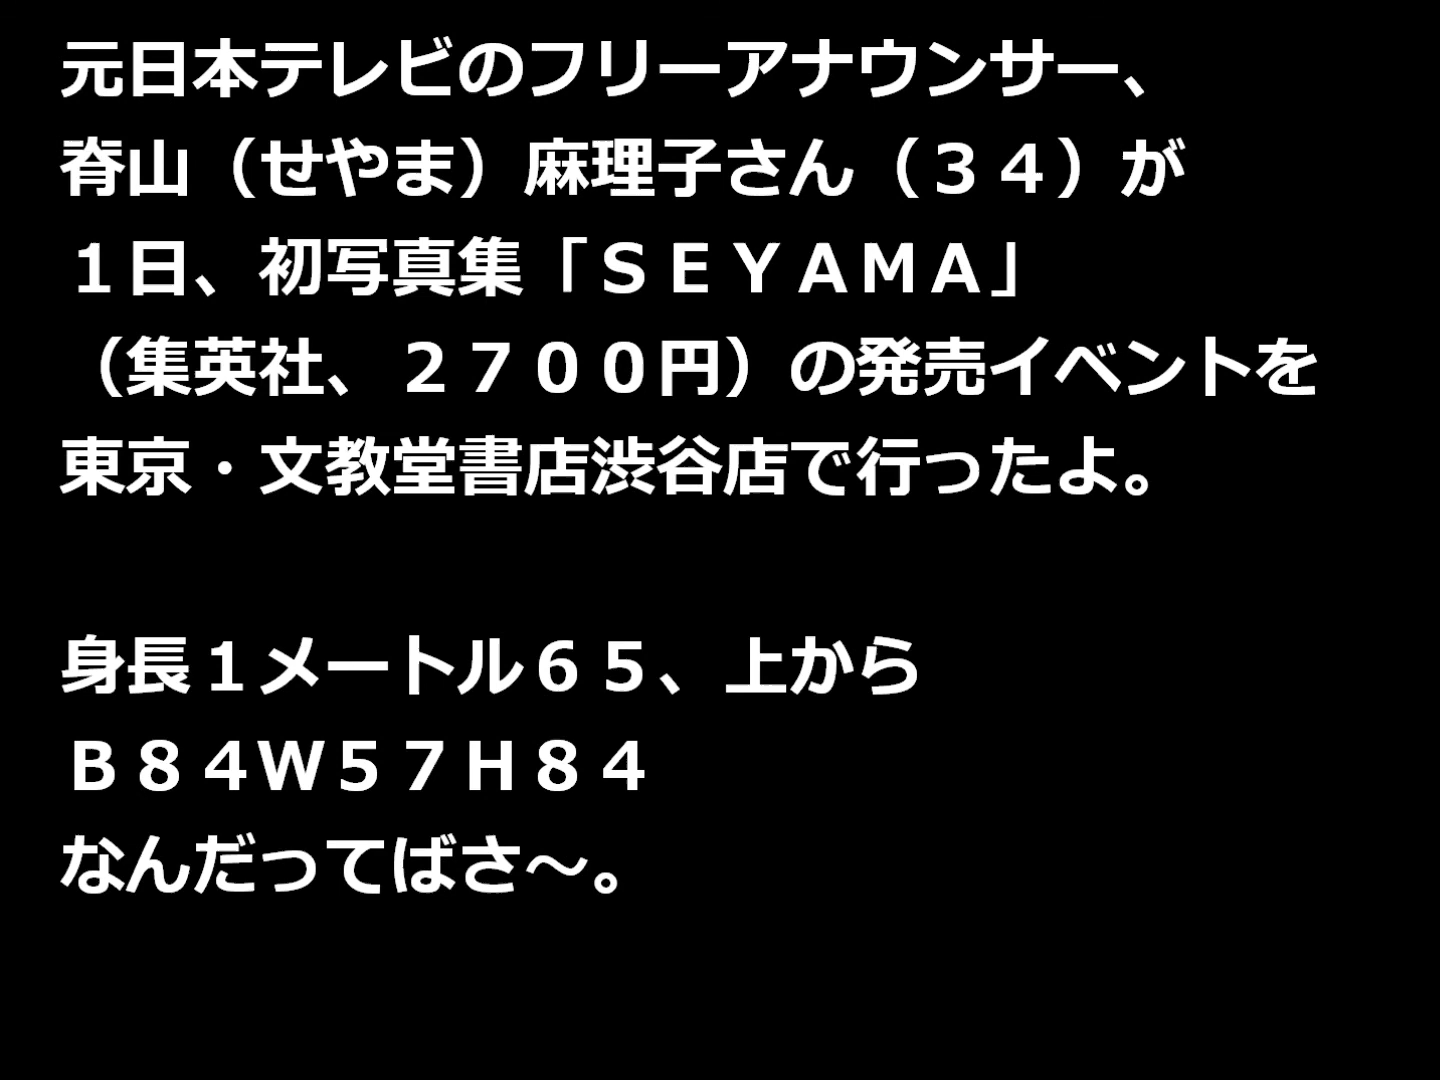 元日本テレビのフリーアナウンサー、
脊山（せやま）麻理子さん（３４）が
１日、初写真集「ＳＥＹＡＭＡ」
（集英社、２７００円）の発売イベントを
東京・文教堂書店渋谷店で行ったよ。
身長１メートル６５、上から
Ｂ８４Ｗ５７Ｈ８４
なんだってばさ～。